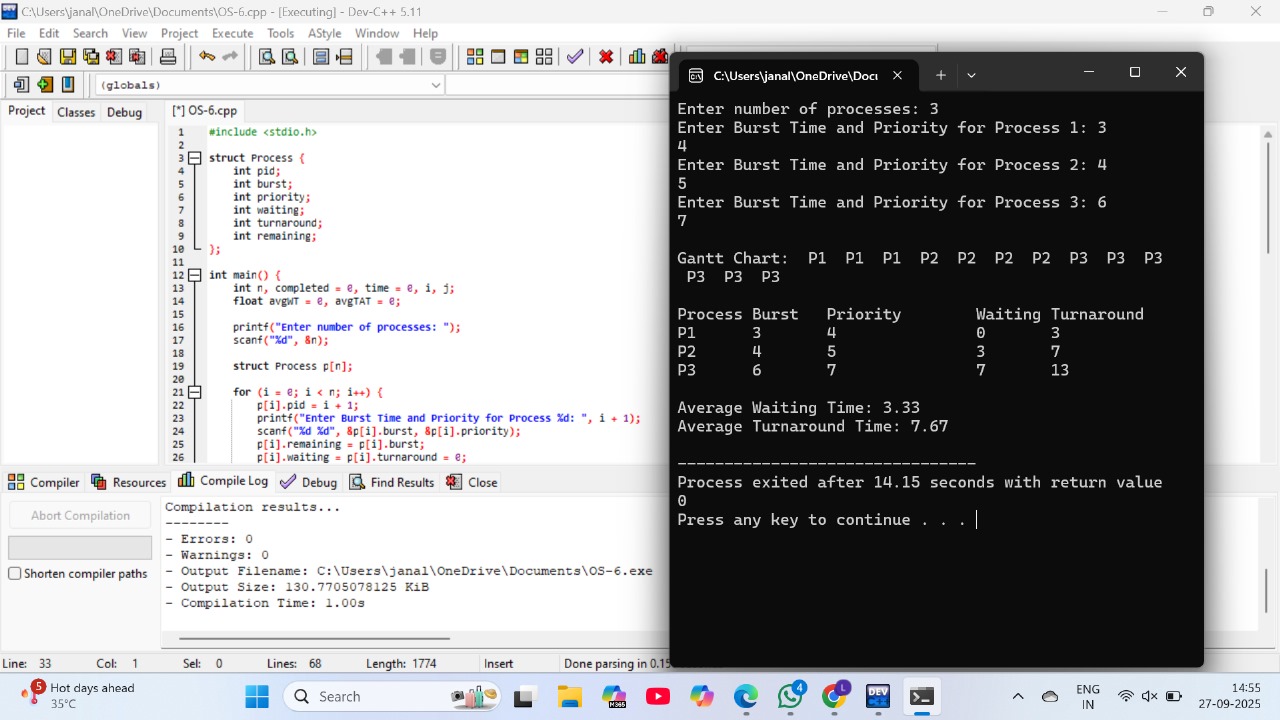 C:\Users\janal\OneDrive\Documents\OS-6.cpp - [Executing] - Dev-C++ 5.11
File Edit Search View Project Execute Tools AStyle Window Help
(globals)
Project Classes Debug
[*] OS-6.cpp
1 #include <stdio.h>
2
3 struct Process {
4 int pid;
5 int burst;
6 int priority;
7 int waiting;
8 int turnaround;
9 int remaining;
10 };
11
12 int main() {
13 int n, completed = 0, time = 0, i, j;
14 float avgWT = 0, avgTAT = 0;
15
16 printf("Enter number of processes: ");
17 scanf("%d", &n);
18
19 struct Process p[n];
20
21 for (i = 0; i < n; i++) {
22 p[i].pid = i + 1;
23 printf("Enter Burst Time and Priority for Process %d: ", i + 1);
24 scanf("%d %d", &p[i].burst, &p[i].priority);
25 p[i].remaining = p[i].burst;
26 p[i].waiting = p[i].turnaround = 0;
C:\Users\janal\OneDrive\Docu
Enter number of processes: 3
Enter Burst Time and Priority for Process 1: 3
4
Enter Burst Time and Priority for Process 2: 4
5
Enter Burst Time and Priority for Process 3: 6
7
Gantt Chart: P1 P1 P1 P2 P2 P2 P2 P3 P3 P3
P3 P3 P3
Process Burst Priority Waiting Turnaround
P1 3 4 0 3
P2 4 5 3 7
P3 6 7 7 13
Average Waiting Time: 3.33
Average Turnaround Time: 7.67
--------------------------------
Process exited after 14.15 seconds with return value
0
Press any key to continue . . .
Compiler Resources Compile Log Debug Find Results Close
Abort Compilation
Shorten compiler paths
Compilation results...
--------
- Errors: 0
- Warnings: 0
- Output Filename: C:\Users\janal\OneDrive\Documents\OS-6.exe
- Output Size: 130.7705078125 KiB
- Compilation Time: 1.00s
Line: 33 Col: 1 Sel: 0 Lines: 68 Length: 1774 Insert Done parsing in 0.15
5
Hot days ahead
35°C
Search
M365
4
L
DEV
ENG
IN
14:55
27-09-2025